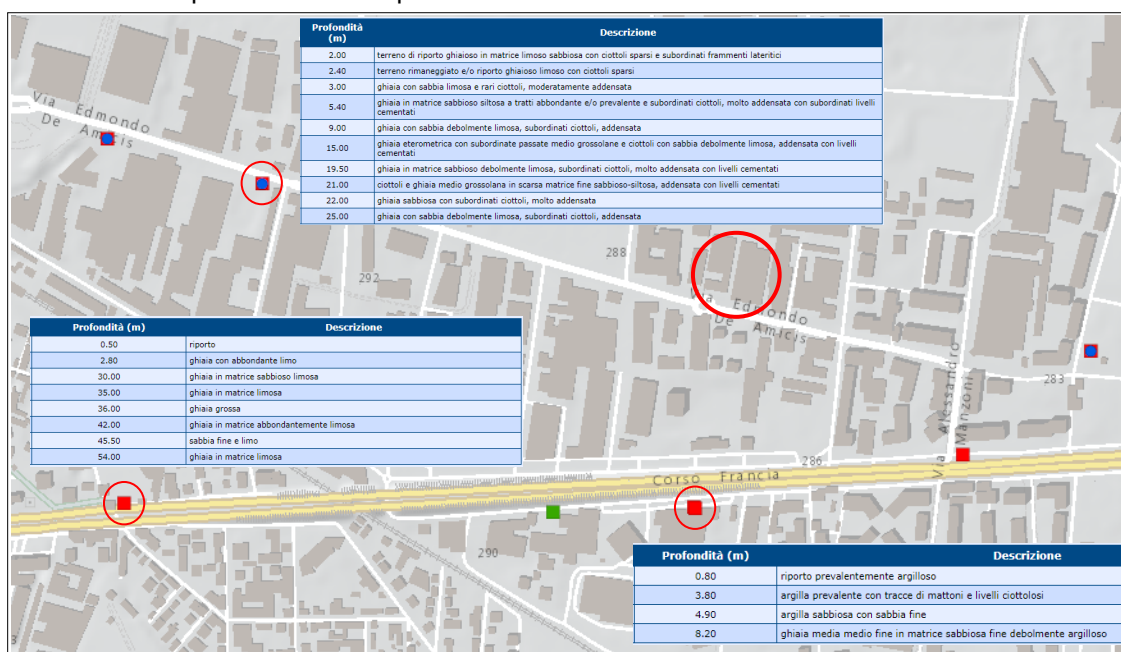 Profondità (m) Descrizione
2.00 terreno di riporto ghiaioso in matrice limoso sabbiosa con ciottoli sparsi e subordinati frammenti lateritici
2.40 terreno rimaneggiato e/o riporto ghiaioso limoso con ciottoli sparsi
3.00 ghiaia con sabbia limosa e rari ciottoli, moderatamente addensata
5.40 ghiaia in matrice sabbioso siltosa a tratti abbondante e/o prevalente e subordinati ciottoli, molto addensata con subordinati livelli
cementati
9.00 ghiaia con sabbia debolmente limosa, subordinati ciottoli, addensata
15.00 ghiaia eterometrica con subordinate passate medio grossolane e ciottoli con sabbia debolmente limosa, addensata con livelli
cementati
19.50 ghiaia in matrice sabbioso debolmente limosa, subordinati ciottoli, molto addensata con livelli cementati
21.00 ciottoli e ghiaia medio grossolana in scarsa matrice fine sabbioso-siltosa, addensata con livelli cementati
22.00 ghiaia sabbiosa con subordinati ciottoli, molto addensata
25.00 ghiaia con sabbia debolmente limosa, subordinati ciottoli, addensata
Via Edmondo
De Amicis
288
292
Via Edmondo
De Amicis
283
Via Alessandro
Manzoni
Profondità (m) Descrizione
0.50 riporto
2.80 ghiaia con abbondante limo
30.00 ghiaia in matrice sabbioso limosa
35.00 ghiaia in matrice limosa
36.00 ghiaia grossa
42.00 ghiaia in matrice abbondantemente limosa
45.50 sabbia fine e limo
54.00 ghiaia in matrice limosa
286
Corso Francia
290
Profondità (m) Descrizione
0.80 riporto prevalentemente argilloso
3.80 argilla prevalente con tracce di mattoni e livelli ciottolosi
4.90 argilla sabbiosa con sabbia fine
8.20 ghiaia media medio fine in matrice sabbiosa fine debolmente argilloso